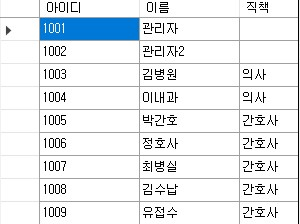 아이디 이름 직책
1001 관리자
1002 관리자2
1003 김병원 의사
1004 이내과 의사
1005 박간호 간호사
1006 정호사 간호사
1007 최병실 간호사
1008 김수납 간호사
1009 유접수 간호사